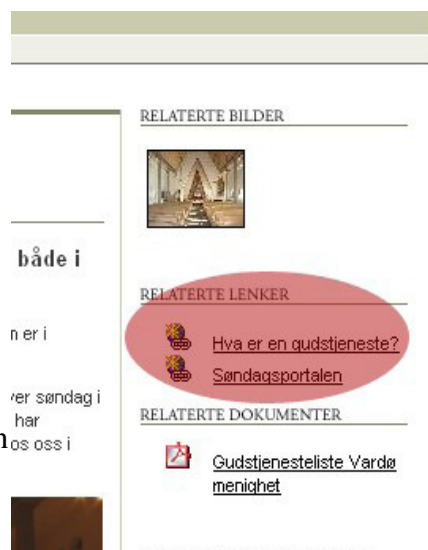 RELATERTE BILDER
både i
RELATERTE LENKER
n er i
Hva er en gudstjeneste?
Søndagsportalen
er søndag i
har
RELATERTE DOKUMENTER
os oss i
Gudstjenesteliste Vardø
menighet